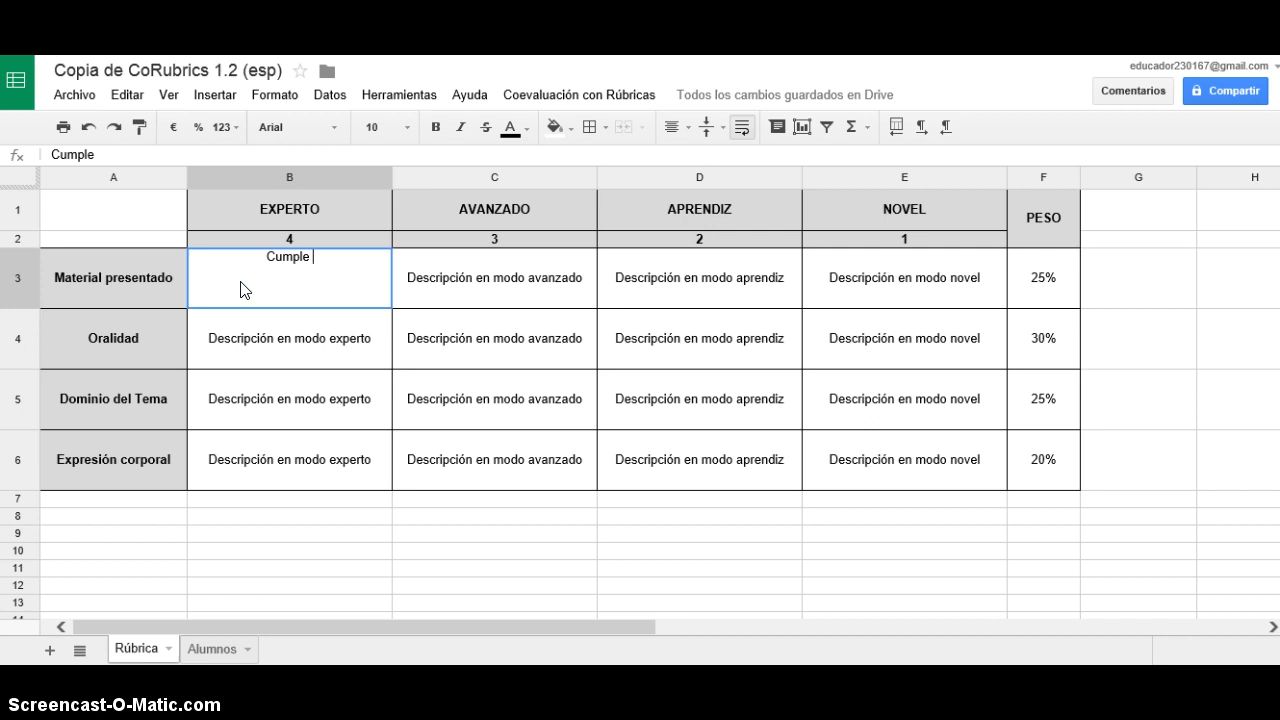 Copia de CoRubrics 1.2 (esp)
educador230167@gmail.com
Archivo Editar Ver Insertar Formato Datos Herramientas Ayuda Coevaluación con Rúbricas Todos los cambios guardados en Drive
Comentarios Compartir
€ % 123 Arial 10 B I S A Σ
fx Cumple
A B C D E F G H
1 EXPERTO AVANZADO APRENDIZ NOVEL PESO
2 4 3 2 1
3 Material presentado Cumple Descripción en modo avanzado Descripción en modo aprendiz Descripción en modo novel 25%
4 Oralidad Descripción en modo experto Descripción en modo avanzado Descripción en modo aprendiz Descripción en modo novel 30%
5 Dominio del Tema Descripción en modo experto Descripción en modo avanzado Descripción en modo aprendiz Descripción en modo novel 25%
6 Expresión corporal Descripción en modo experto Descripción en modo avanzado Descripción en modo aprendiz Descripción en modo novel 20%
7
8
9
10
11
12
13
14
Rúbrica Alumnos
Screencast-O-Matic.com